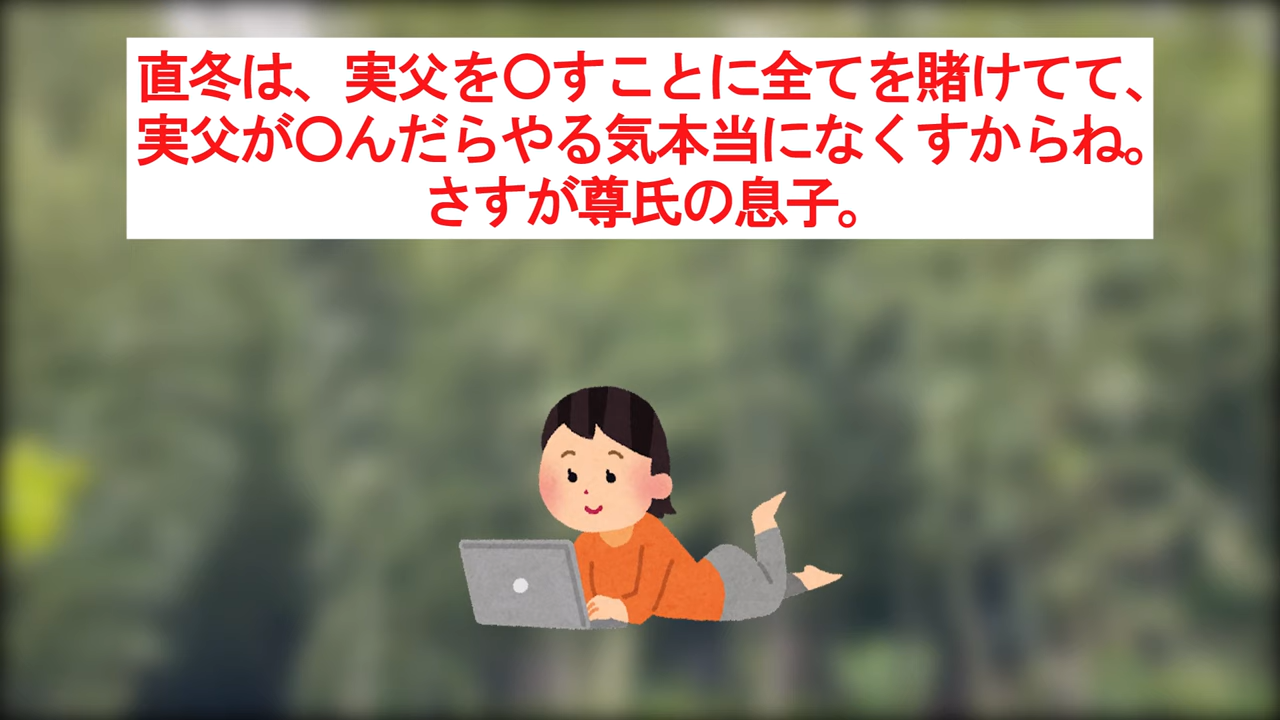 直冬は、実父を〇すことに全てを賭けてて、
実父が〇んだらやる気本当になくすからね。
さすが尊氏の息子。